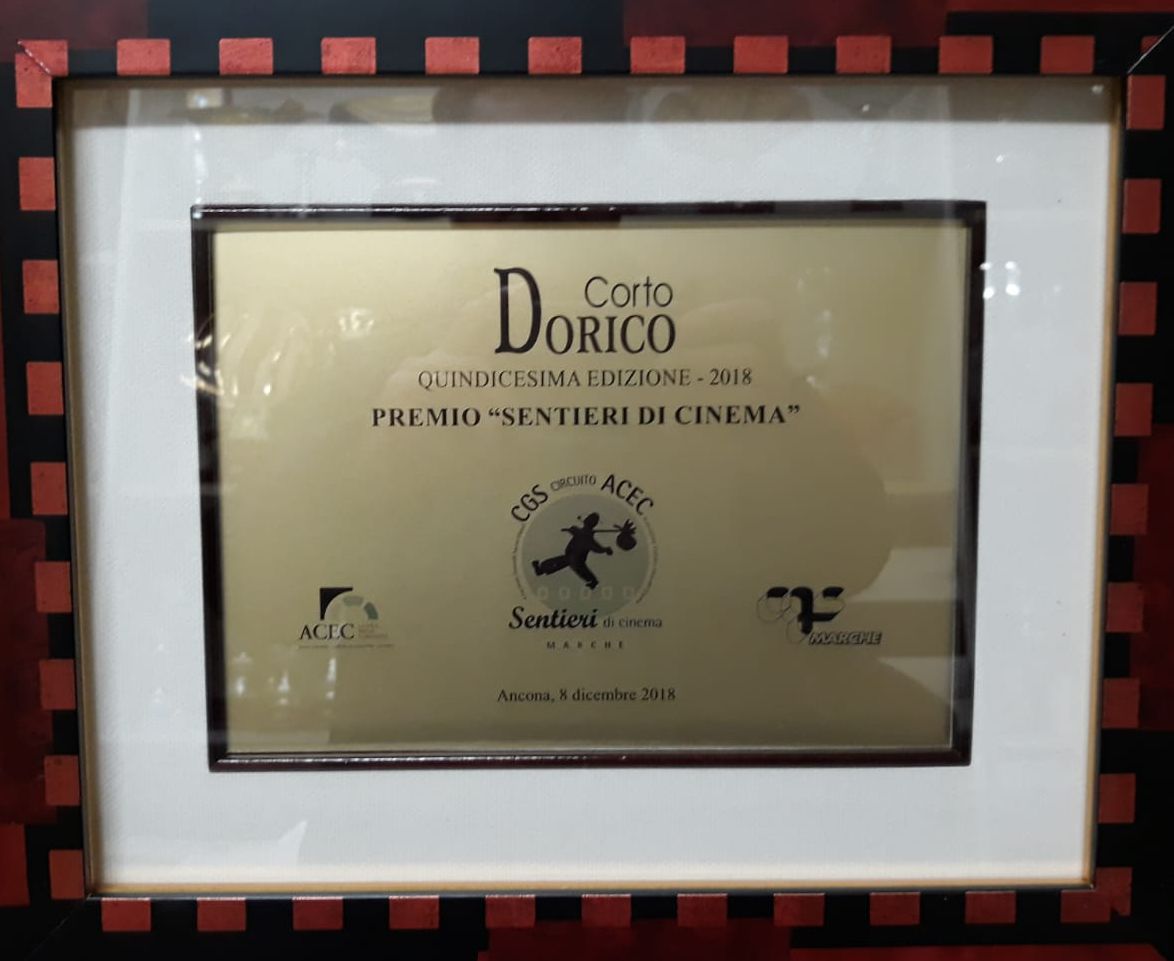 Corto
DORICO
QUINDICESIMA EDIZIONE - 2018
PREMIO “SENTIERI DI CINEMA”
CGS CIRCUITO ACEC
Sentieri di cinema
MARCHE
ACEC
CGS
MARCHE
Ancona, 8 dicembre 2018